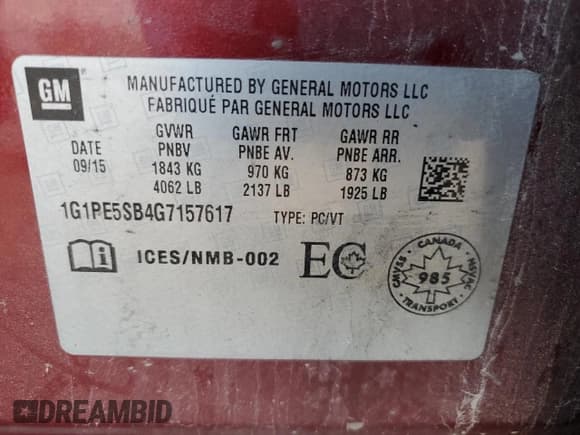 GM
MANUFACTURED BY GENERAL MOTORS LLC
FABRIQUÉ PAR GENERAL MOTORS LLC
GVWR GAWR FRT GAWR RR
DATE PNBV PNBE AV. PNBE ARR.
09/15 1843 KG 970 KG 873 KG
4062 LB 2137 LB 1925 LB
1G1PE5SB4G7157617 TYPE: PC/VT
i ICES/NMB-002 EC
CANADA
CMVSS 985 NSVAC
TRANSPORT
DREAMBID